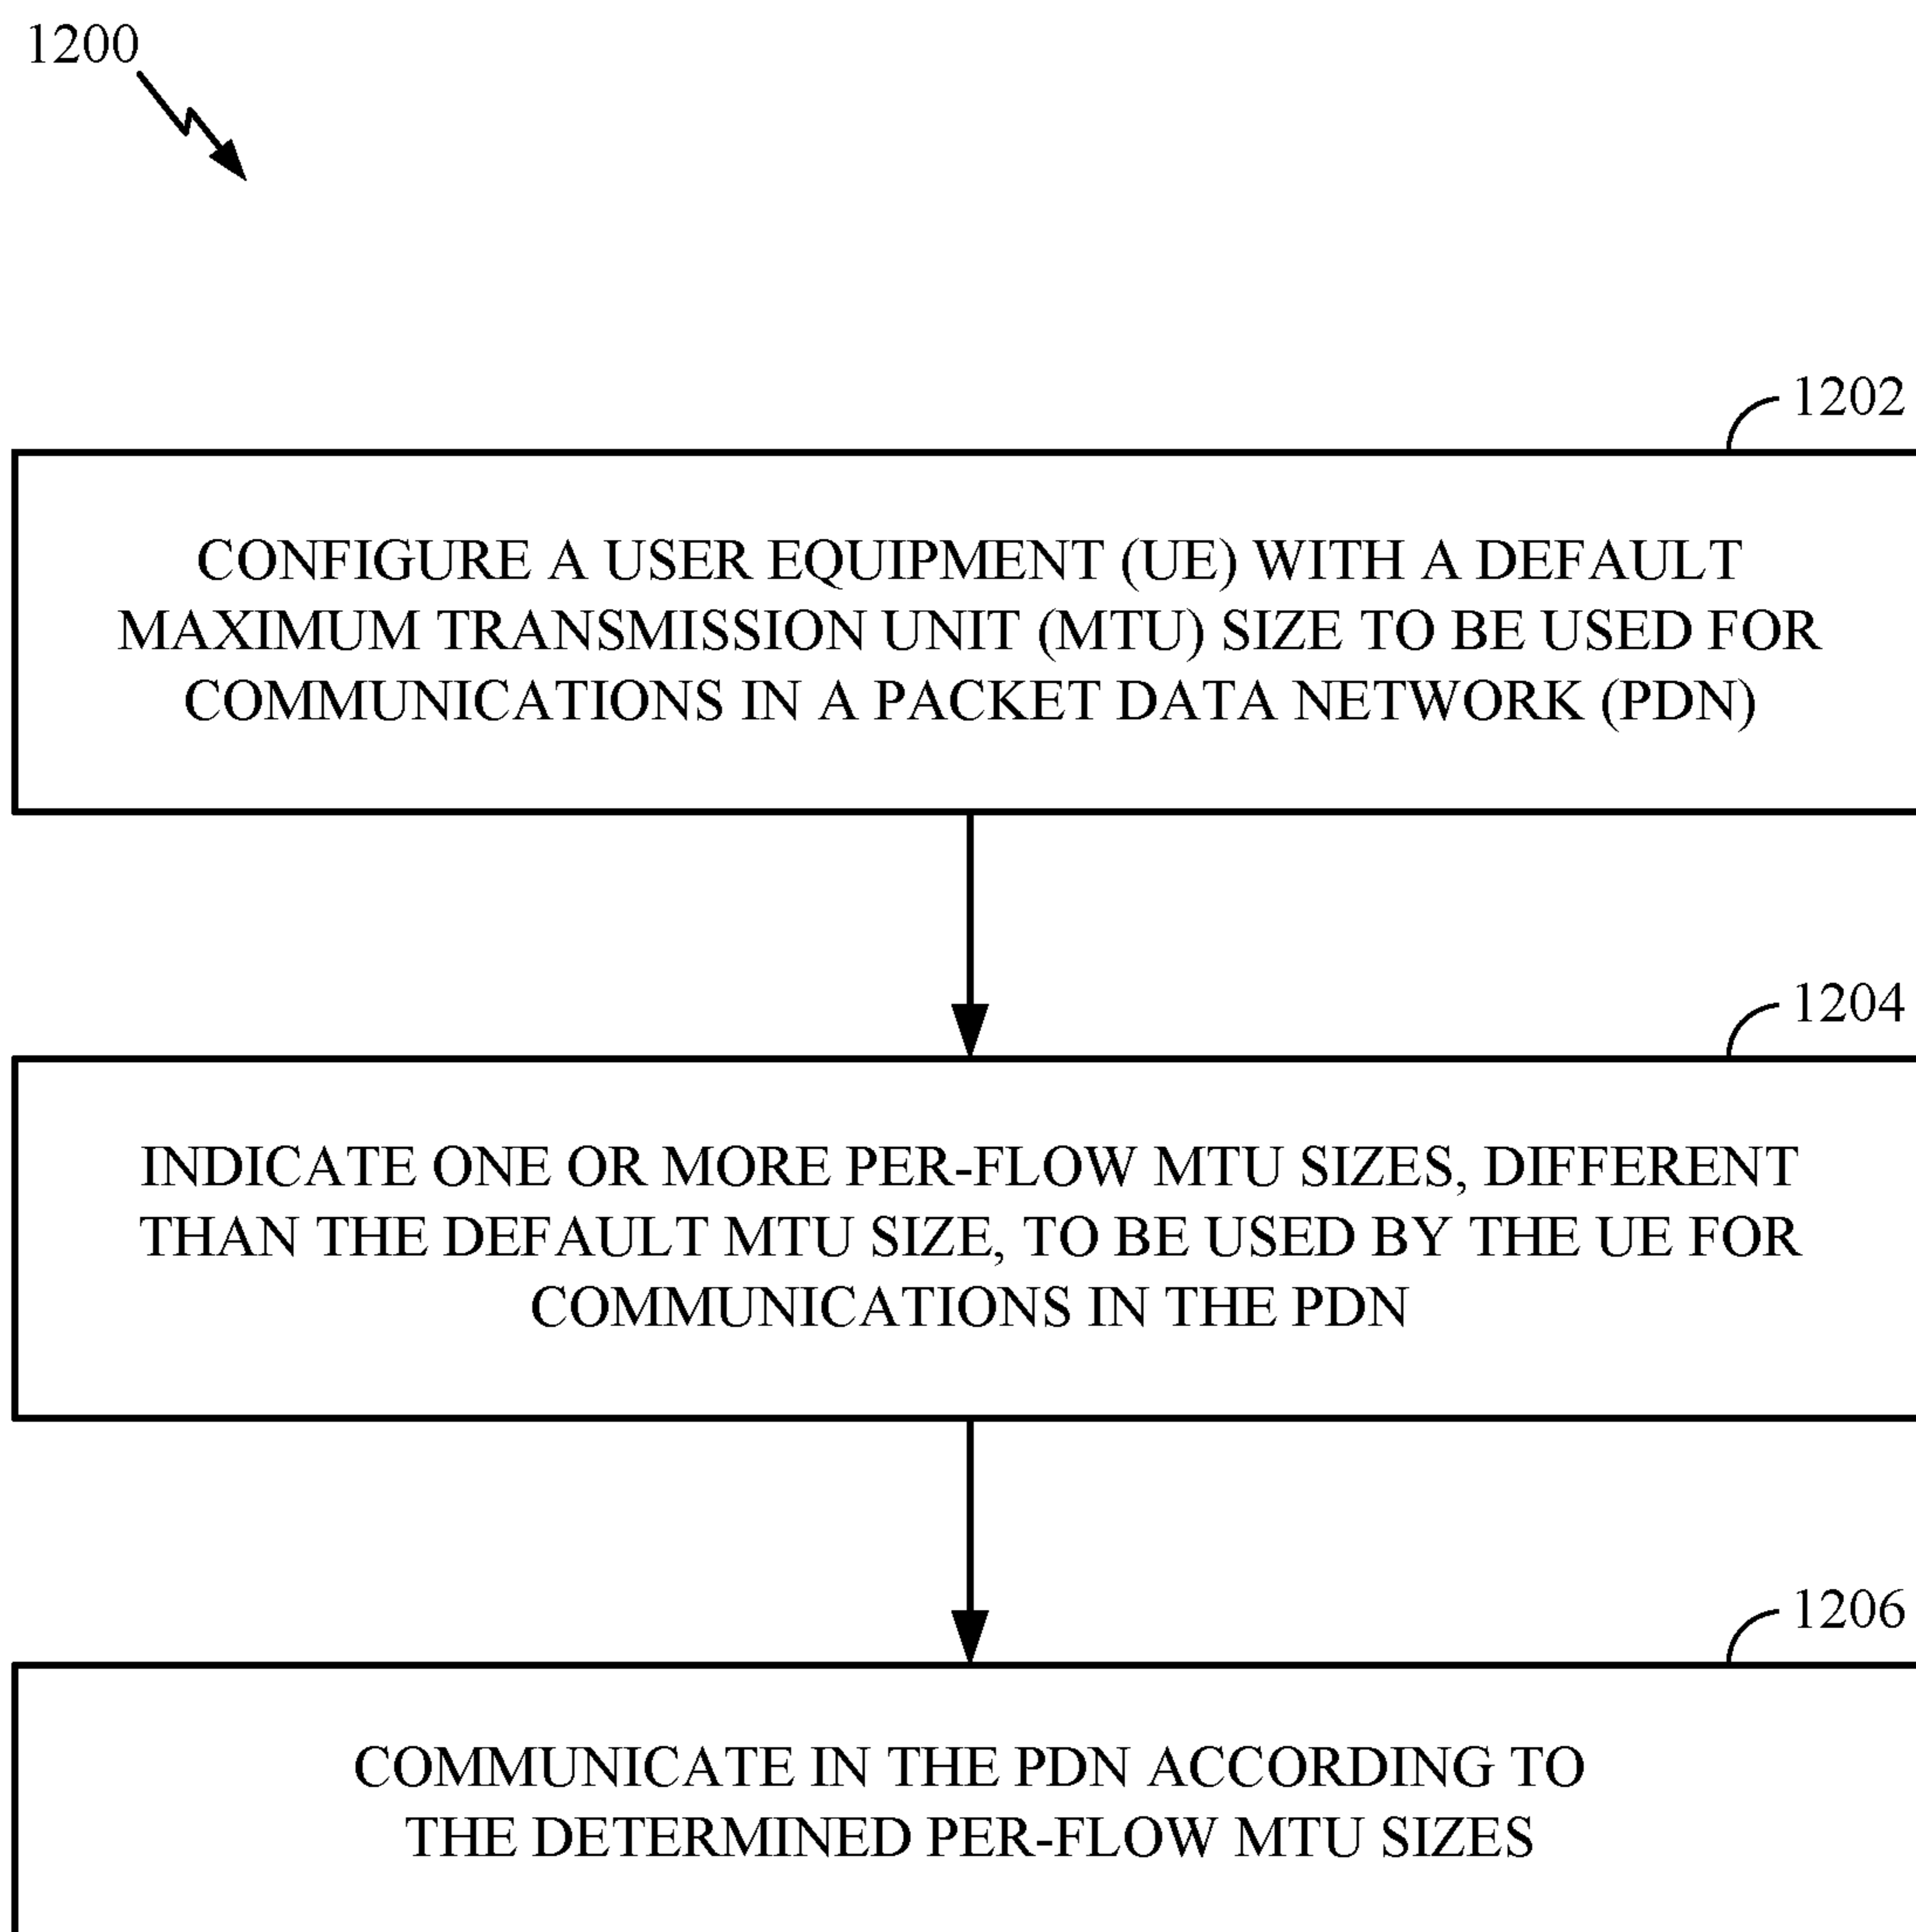 1200
1202
CONFIGURE A USER EQUIPMENT (UE) WITH A DEFAULT
MAXIMUM TRANSMISSION UNIT (MTU) SIZE TO BE USED FOR
COMMUNICATIONS IN A PACKET DATA NETWORK (PDN)
1204
INDICATE ONE OR MORE PER-FLOW MTU SIZES, DIFFERENT
THAN THE DEFAULT MTU SIZE, TO BE USED BY THE UE FOR
COMMUNICATIONS IN THE PDN
1206
COMMUNICATE IN THE PDN ACCORDING TO
THE DETERMINED PER-FLOW MTU SIZES